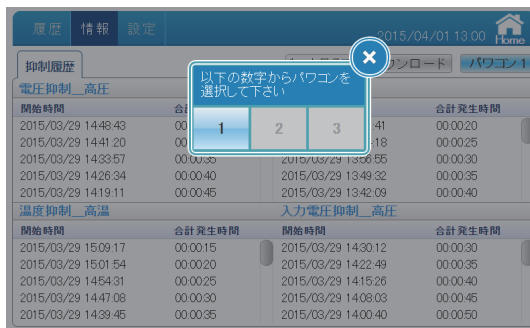 履歴 情報 設定
2015/04/01 13:00 Home
抑制履歴 ウンロード パワコン1
以下の数字からパワコンを
選択して下さい
1 2 3
電圧抑制__高圧
開始時間 合計発生時間
2015/03/29 14:48:43 00:00:20
2015/03/29 14:41:20 :18 00:00:25
2015/03/29 14:33:57 00:00:35 2015/03/29 13:56:55 00:00:30
2015/03/29 14:26:34 00:00:40 2015/03/29 13:49:32 00:00:35
2015/03/29 14:19:11 00:00:45 2015/03/29 13:42:09 00:00:40
温度抑制__高温 入力電圧抑制__高圧
開始時間 合計発生時間 開始時間 合計発生時間
2015/03/29 15:09:17 00:00:15 2015/03/29 14:30:12 00:00:30
2015/03/29 15:01:54 00:00:20 2015/03/29 14:22:49 00:00:35
2015/03/29 14:54:31 00:00:25 2015/03/29 14:15:26 00:00:40
2015/03/29 14:47:08 00:00:30 2015/03/29 14:08:03 00:00:45
2015/03/29 14:39:45 00:00:35 2015/03/29 14:00:40 00:00:50